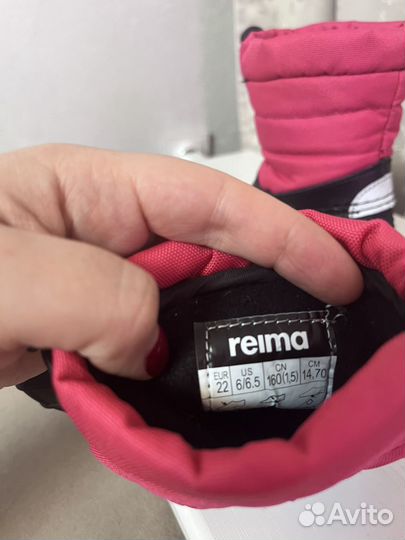 reima
EUR US CN CM
22 6/6.5 160(1,5) 14,70
Avito